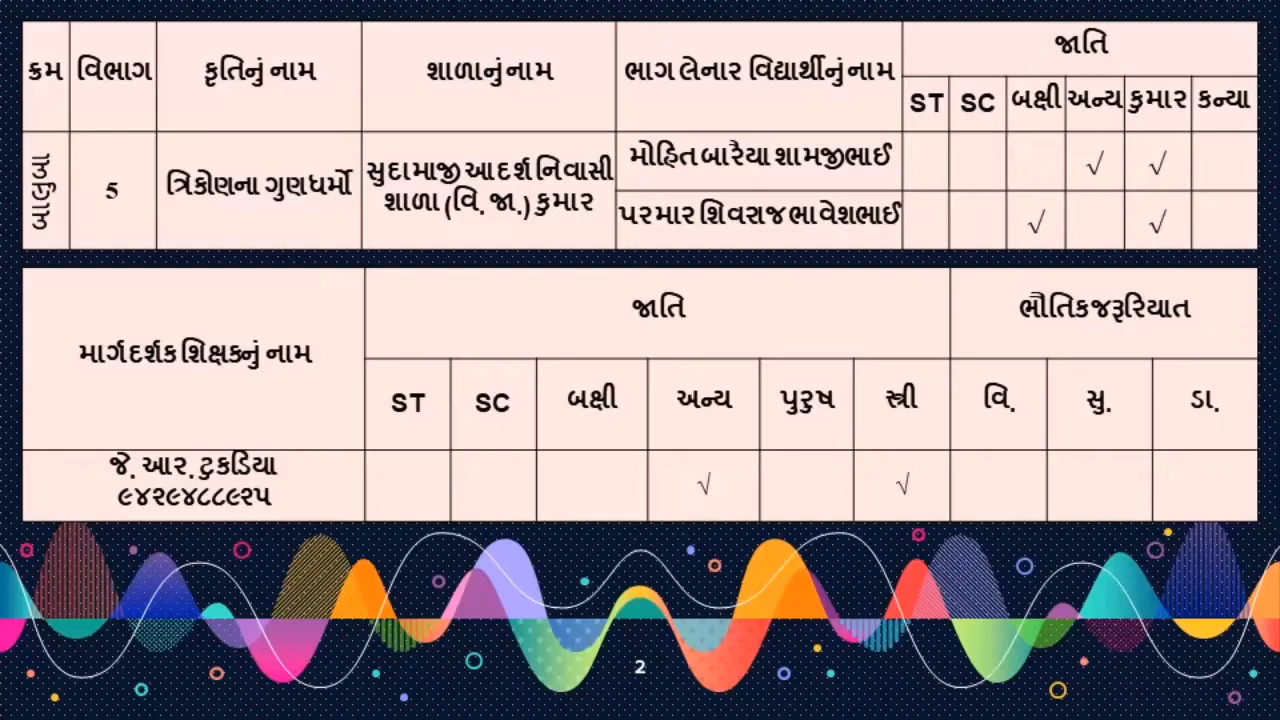 ક્રમ વિભાગ કૃતિનું નામ શાળાનું નામ ભાગ લેનાર વિદ્યાર્થીનું નામ જાતિ
ST SC બક્ષી અન્ય કુમાર કન્યા
બાલુબા 5 ત્રિકોણના ગુણધર્મો સુદામાજી આદર્શ નિવાસી
શાળા (વિ. જા.) કુમાર
મોહિત બારૈયા શામજીભાઈ √ √
પરમાર શિવરાજ ભાવેશભાઈ √ √
માર્ગદર્શક શિક્ષકનું નામ જાતિ ભૌતિક જરૂરિયાત
ST SC બક્ષી અન્ય પુરુષ સ્ત્રી વિ. સુ. ડા.
જે. આર. ટુકડિયા √ √
૯૪૨૯૪૮૮૯૨૫
2